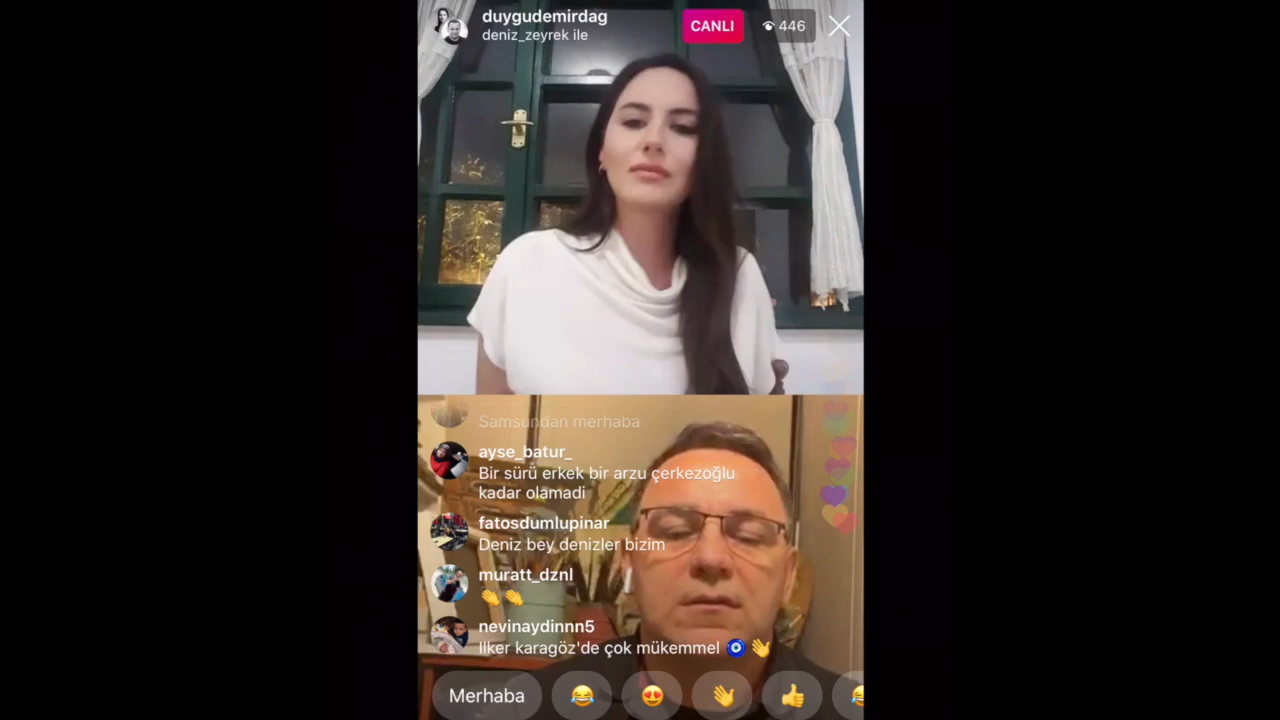 duygudemirdag
deniz_zeyrek ile
CANLI
446
Samsundan merhaba
ayse_batur_
Bir sürü erkek bir arzu çerkezoğlu
kadar olamadi
fatosdumlupinar
Deniz bey denizler bizim
muratt_dznl
👏👏
nevinaydinnn5
Ilker karagöz'de çok mükemmel 🧿👋
Merhaba